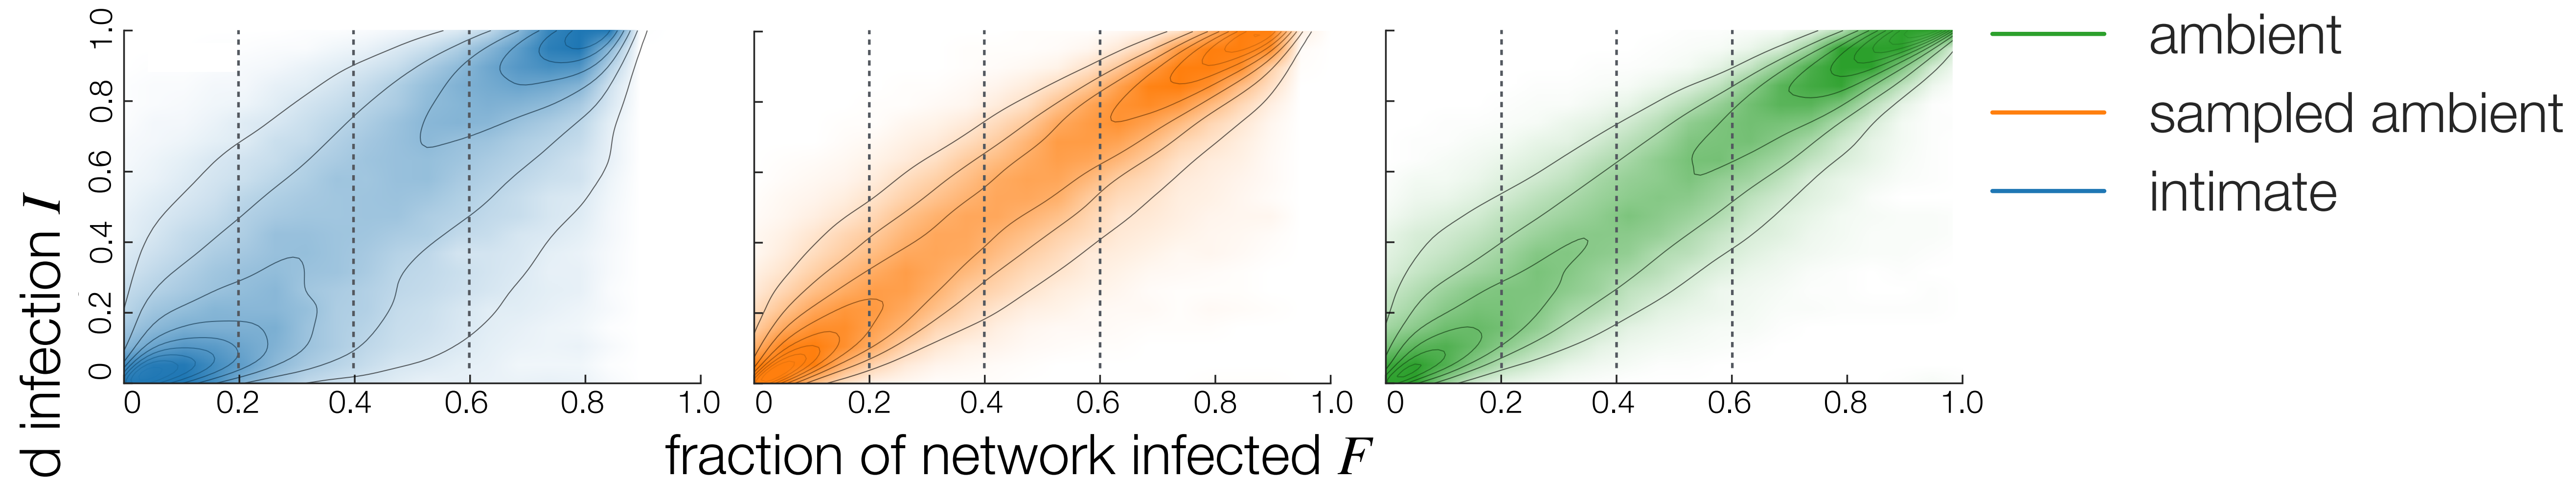 d infection I
0 0.2 0.4 0.6 0.8 1.0
0 0.2 0.4 0.6 0.8 1.0
0 0.2 0.4 0.6 0.8 1.0
0 0.2 0.4 0.6 0.8 1.0
fraction of network infected F
ambient
sampled ambient
intimate